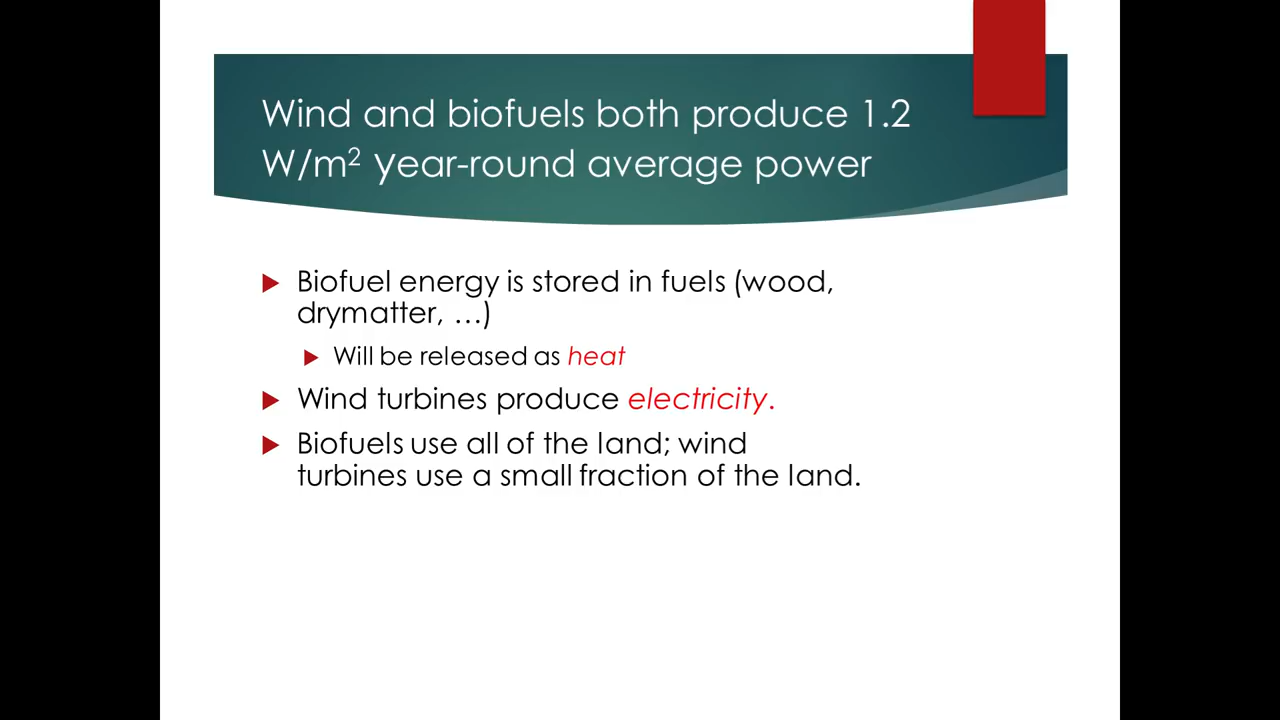 Wind and biofuels both produce 1.2
W/m² year-round average power
Biofuel energy is stored in fuels (wood,
drymatter, …)
Will be released as heat
Wind turbines produce electricity.
Biofuels use all of the land; wind
turbines use a small fraction of the land.